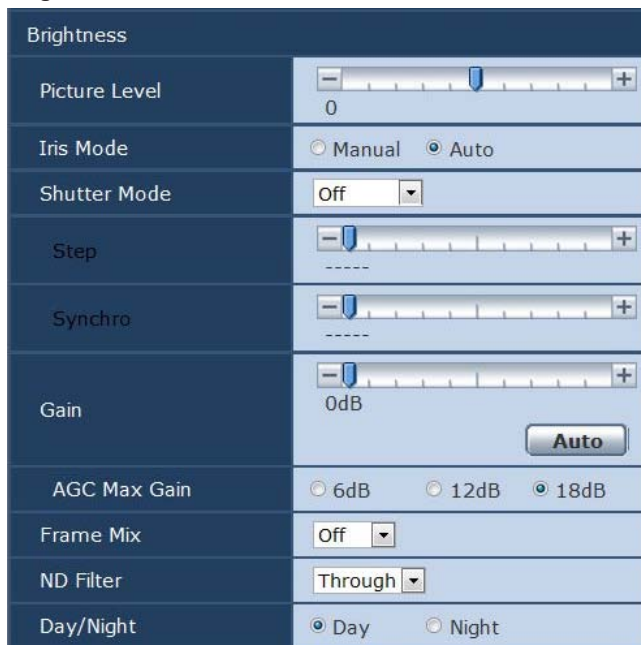 Brightness
Picture Level
0
Iris Mode Manual Auto
Shutter Mode Off
Step
-----
Synchro
-----
Gain
0dB
Auto
AGC Max Gain 6dB 12dB 18dB
Frame Mix Off
ND Filter Through
Day/Night Day Night